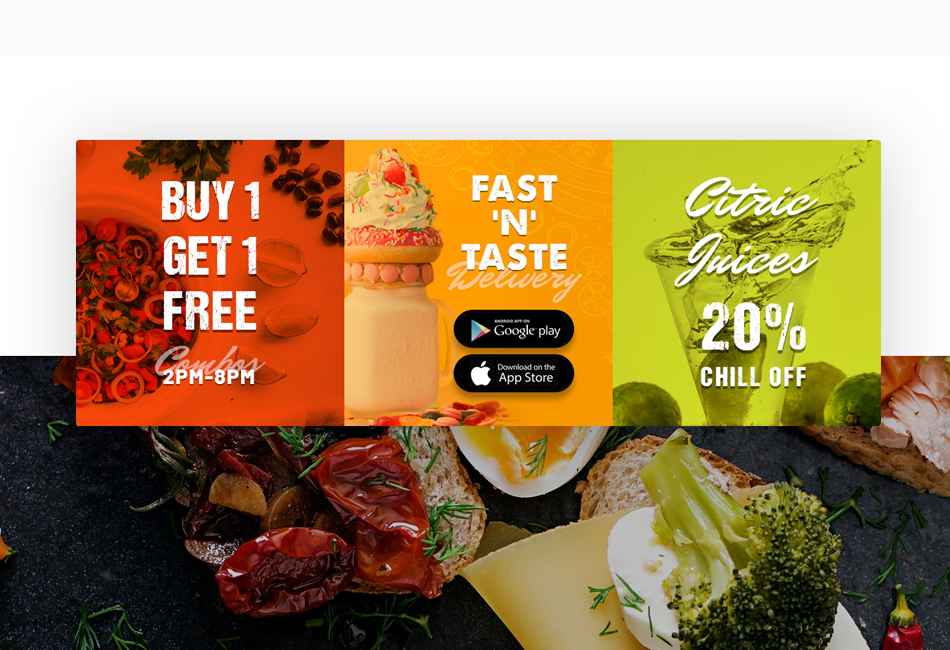 BUY 1
GET 1
FREE
Combos
2PM-8PM
FAST
'N'
TASTE
Delivery
ANDROID APP ON
Google play
Download on the
App Store
Citric
Juices
20%
CHILL OFF